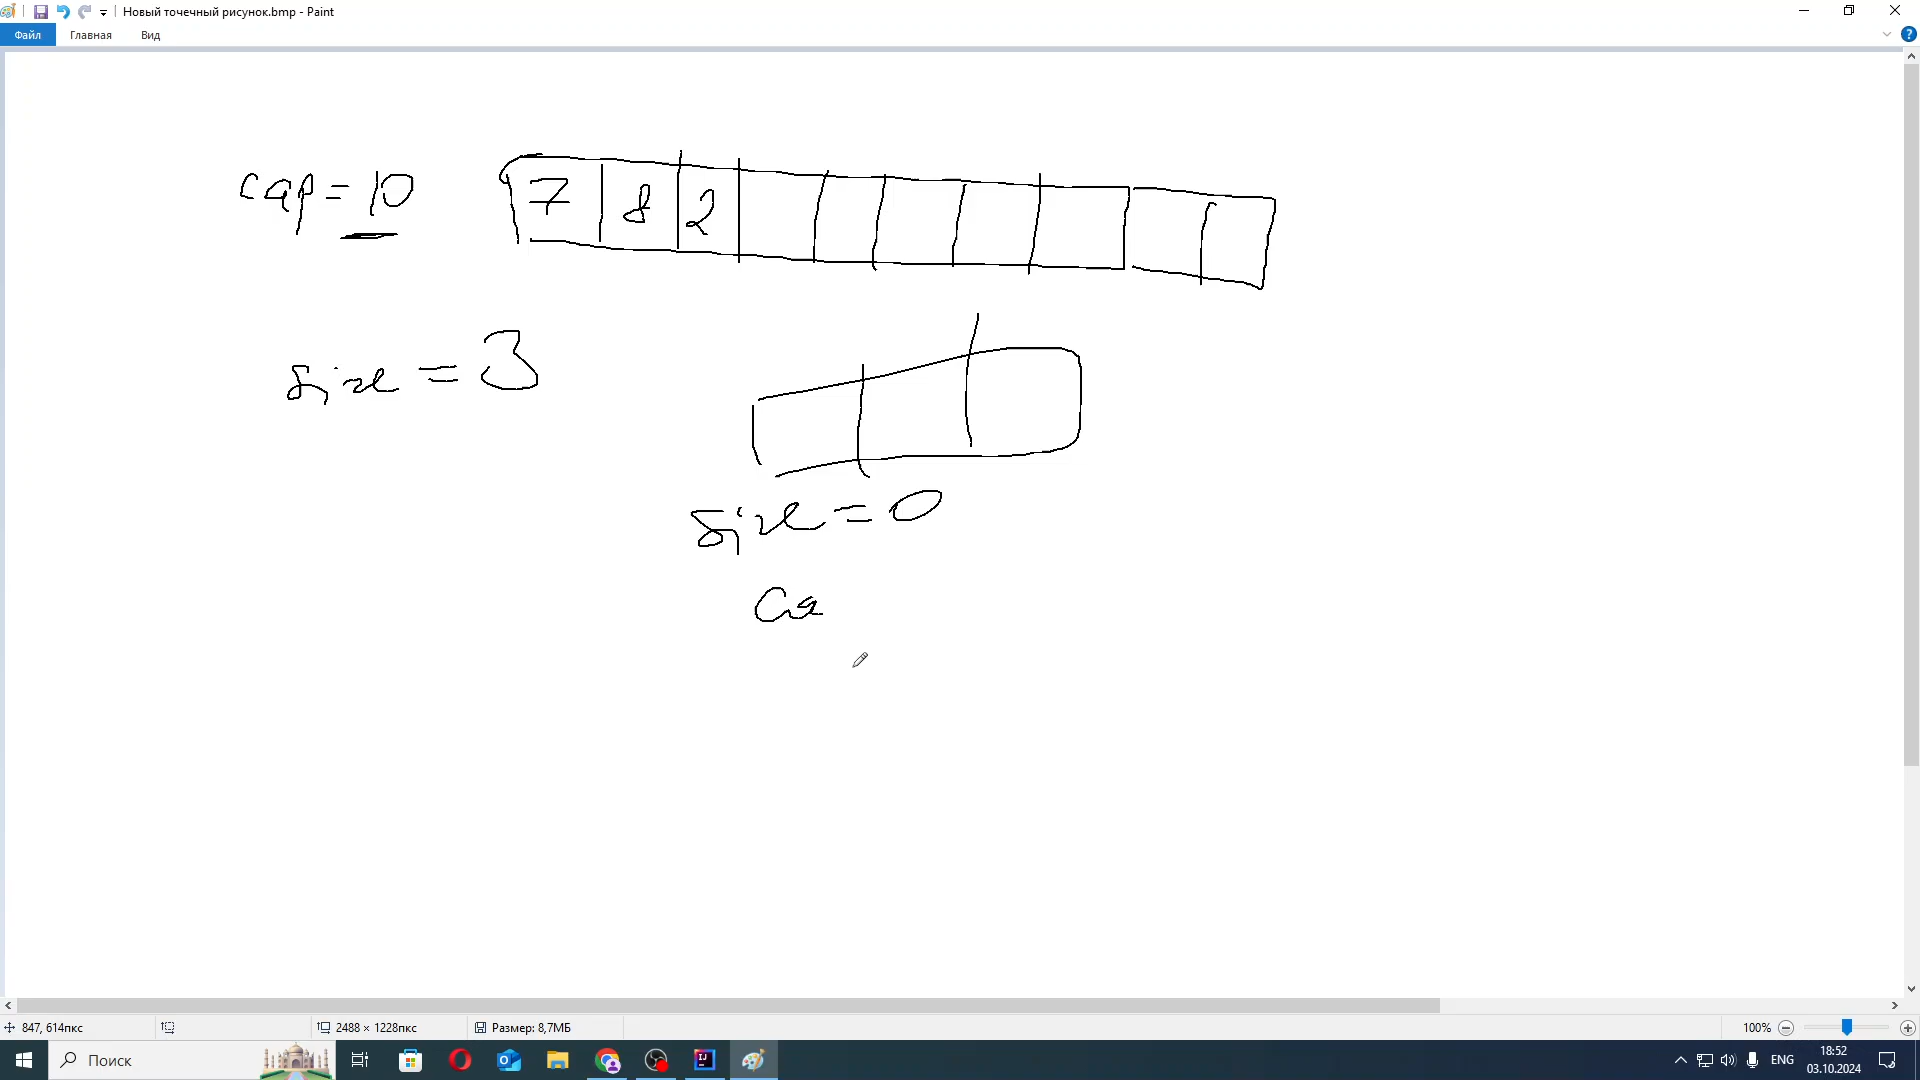 Новый точечный рисунок.bmp - Paint
Файл Главная Вид
cap = 10
7 8 2
size = 3
size = 0
Ca
847, 614пкс
2488 × 1228пкс
Размер: 8,7МБ
100%
Поиск
ENG
18:52
03.10.2024